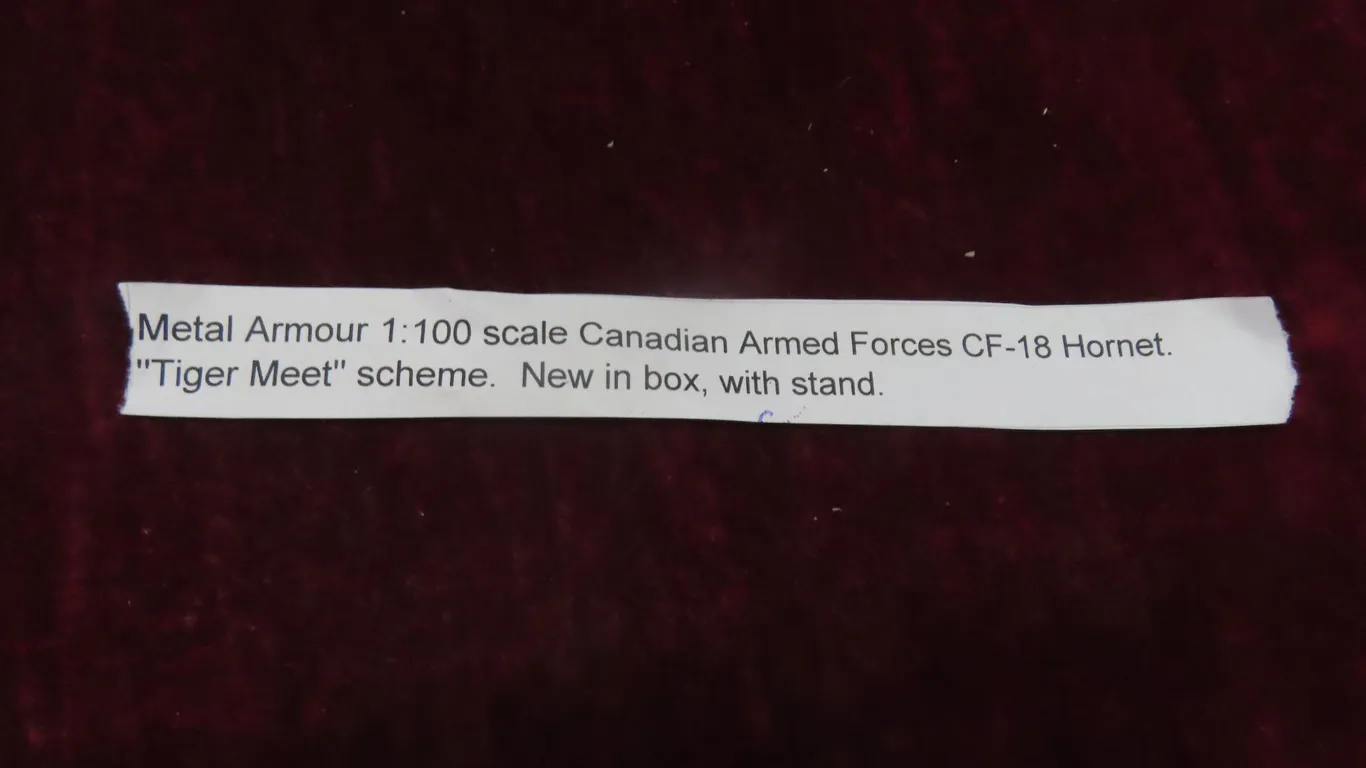 Metal Armour 1:100 scale Canadian Armed Forces CF-18 Hornet.
"Tiger Meet" scheme.  New in box, with stand.